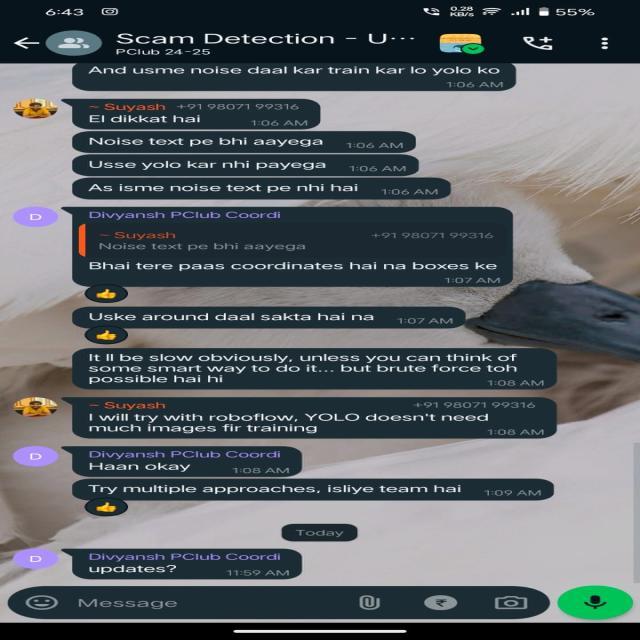 6:43 0.28 KB/s 55%
Scam Detection - U...
PClub 24-25
And usme noise daal kar train kar lo yolo ko
1:06 AM
~ Suyash +91 98071 99316
El dikkat hai 1:06 AM
Noise text pe bhi aayega 1:06 AM
Usse yolo kar nhi payega 1:06 AM
As isme noise text pe nhi hai 1:06 AM
D Divyansh PClub Coordi
~ Suyash +91 98071 99316
Noise text pe bhi aayega
Bhai tere paas coordinates hai na boxes ke
1:07 AM
Uske around daal sakta hai na 1:07 AM
It ll be slow obviously, unless you can think of
some smart way to do it... but brute force toh
possible hai hi 1:08 AM
~ Suyash +91 98071 99316
I will try with roboflow, YOLO doesn't need
much images fir training 1:08 AM
D Divyansh PClub Coordi
Haan okay 1:08 AM
Try multiple approaches, isliye team hai 1:09 AM
Today
D Divyansh PClub Coordi
updates? 11:59 AM
Message ₹